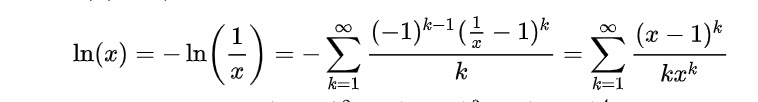 ln(x) = − ln(1/x) = − ∑_{k=1}^{∞} (−1)^{k−1}(1/x − 1)^k / k = ∑_{k=1}^{∞} (x − 1)^k / kx^k